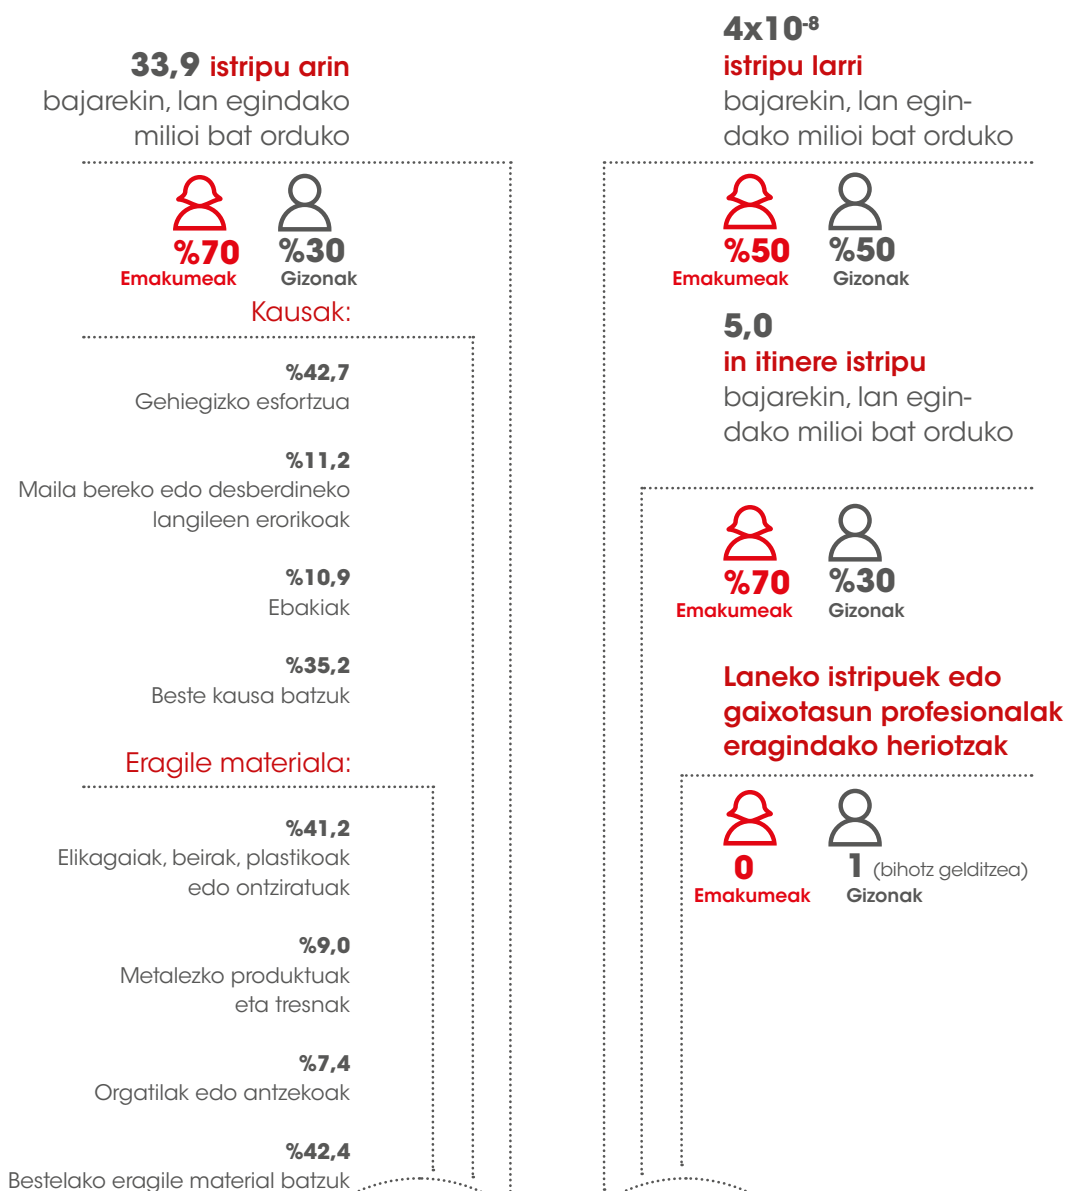 33,9 istripu arin
bajarekin, lan egindako
milioi bat orduko
%70
%30
Emakumeak
Gizonak
Kausak:
%42,7
Gehiegizko esfortzua
%11,2
Maila bereko edo desberdineko
langileen erorikoak
%10,9
Ebakiak
%35,2
Beste kausa batzuk
Eragile materiala:
%41,2
Elikagaiak, beirak, plastikoak
edo ontziratuak
%9,0
Metalezko produktuak
eta tresnak
%7,4
Orgatilak edo antzekoak
%42,4
Bestelako eragile material batzuk
4x10⁻⁸
istripu larri
bajarekin, lan egin-
dako milioi bat orduko
%50
%50
Emakumeak
Gizonak
5,0
in itinere istripu
bajarekin, lan egin-
dako milioi bat orduko
%70
%30
Emakumeak
Gizonak
Laneko istripuek edo
gaixotasun profesionalak
eragindako heriotzak
0
1 (bihotz gelditzea)
Emakumeak
Gizonak